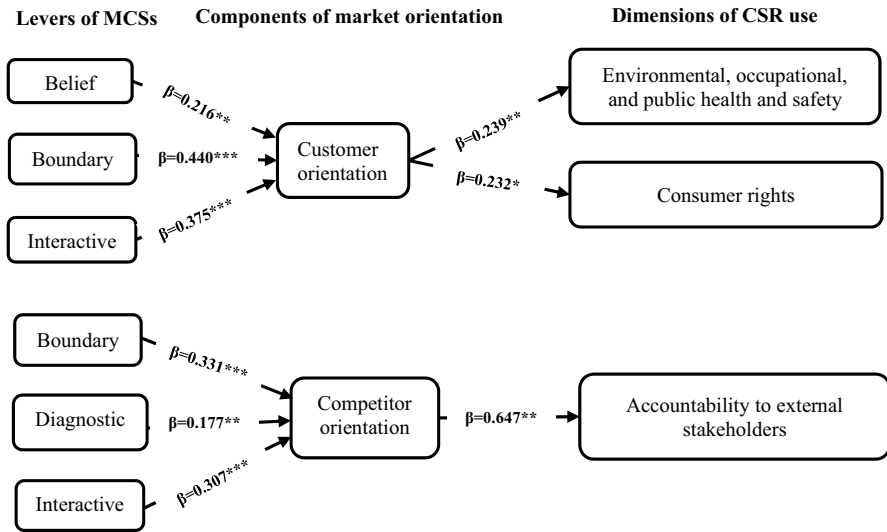 Levers of MCSs
Components of market orientation
Dimensions of CSR use
Belief
β=0.216**
Boundary
β=0.440***
Interactive
β=0.375***
Customer
orientation
β=0.239**
β=0.232*
Environmental, occupational,
and public health and safety
Consumer rights
Boundary
β=0.331***
Diagnostic
β=0.177**
Interactive
β=0.307***
Competitor
orientation
β=0.647**
Accountability to external
stakeholders